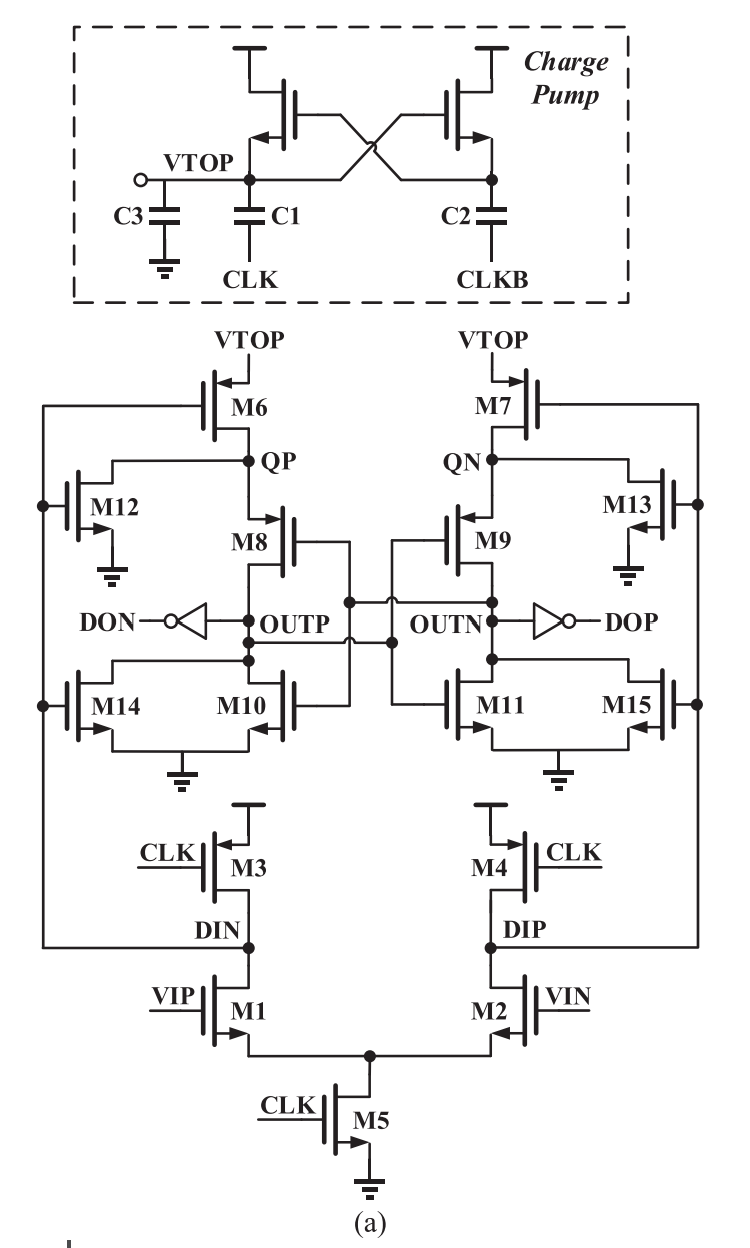 Charge
Pump
VTOP
C3
C1
C2
CLK
CLKB
VTOP
VTOP
M6
M7
QP
QN
M12
M13
M8
M9
DON
OUTP
OUTN
DOP
M14
M10
M11
M15
CLK
M3
M4
CLK
DIN
DIP
VIP
M1
M2
VIN
CLK
M5
(a)